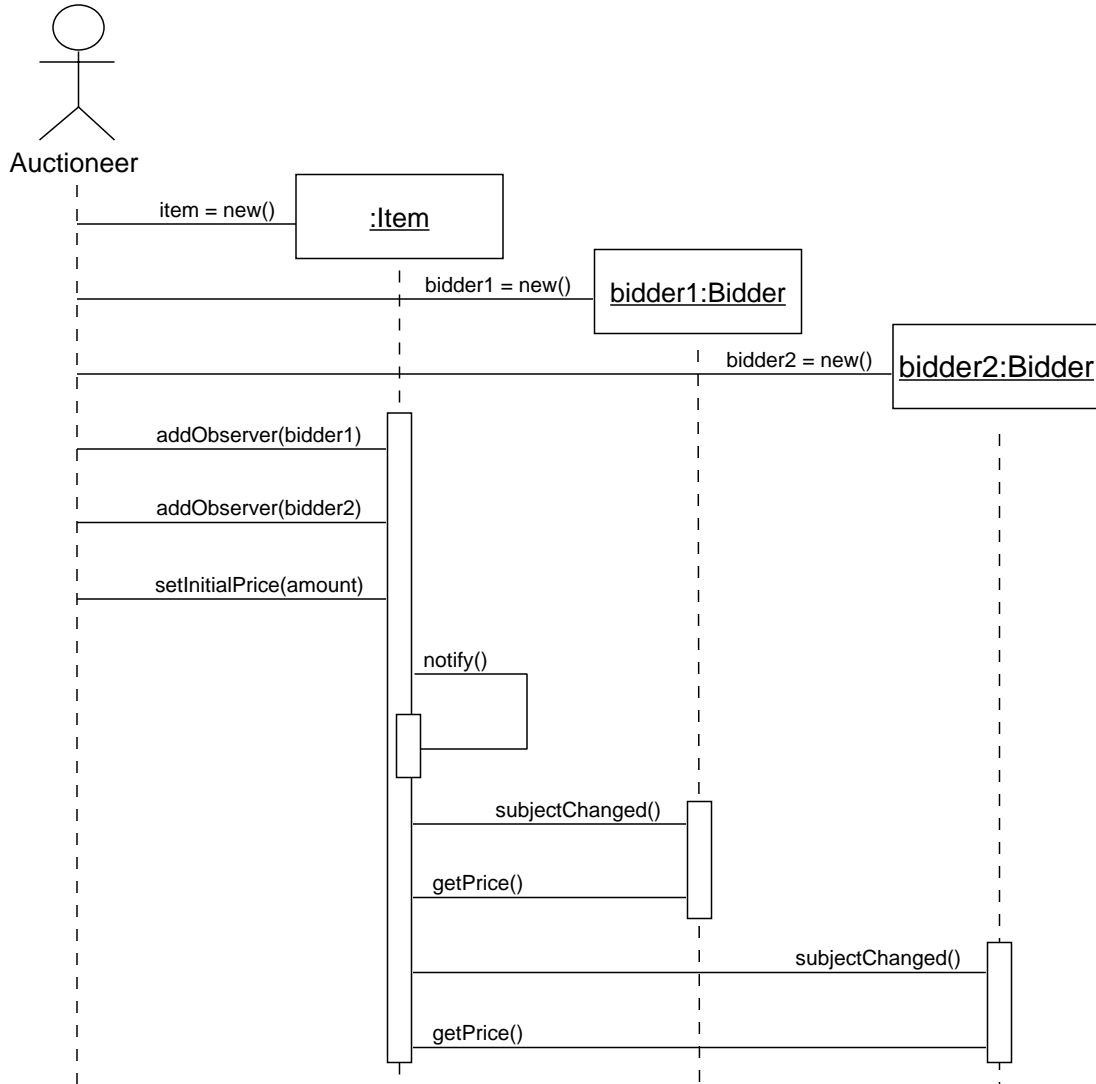 Auctioneer
item = new()
:Item
bidder1 = new()
bidder1:Bidder
bidder2 = new()
bidder2:Bidder
addObserver(bidder1)
addObserver(bidder2)
setInitialPrice(amount)
notify()
subjectChanged()
getPrice()
subjectChanged()
getPrice()